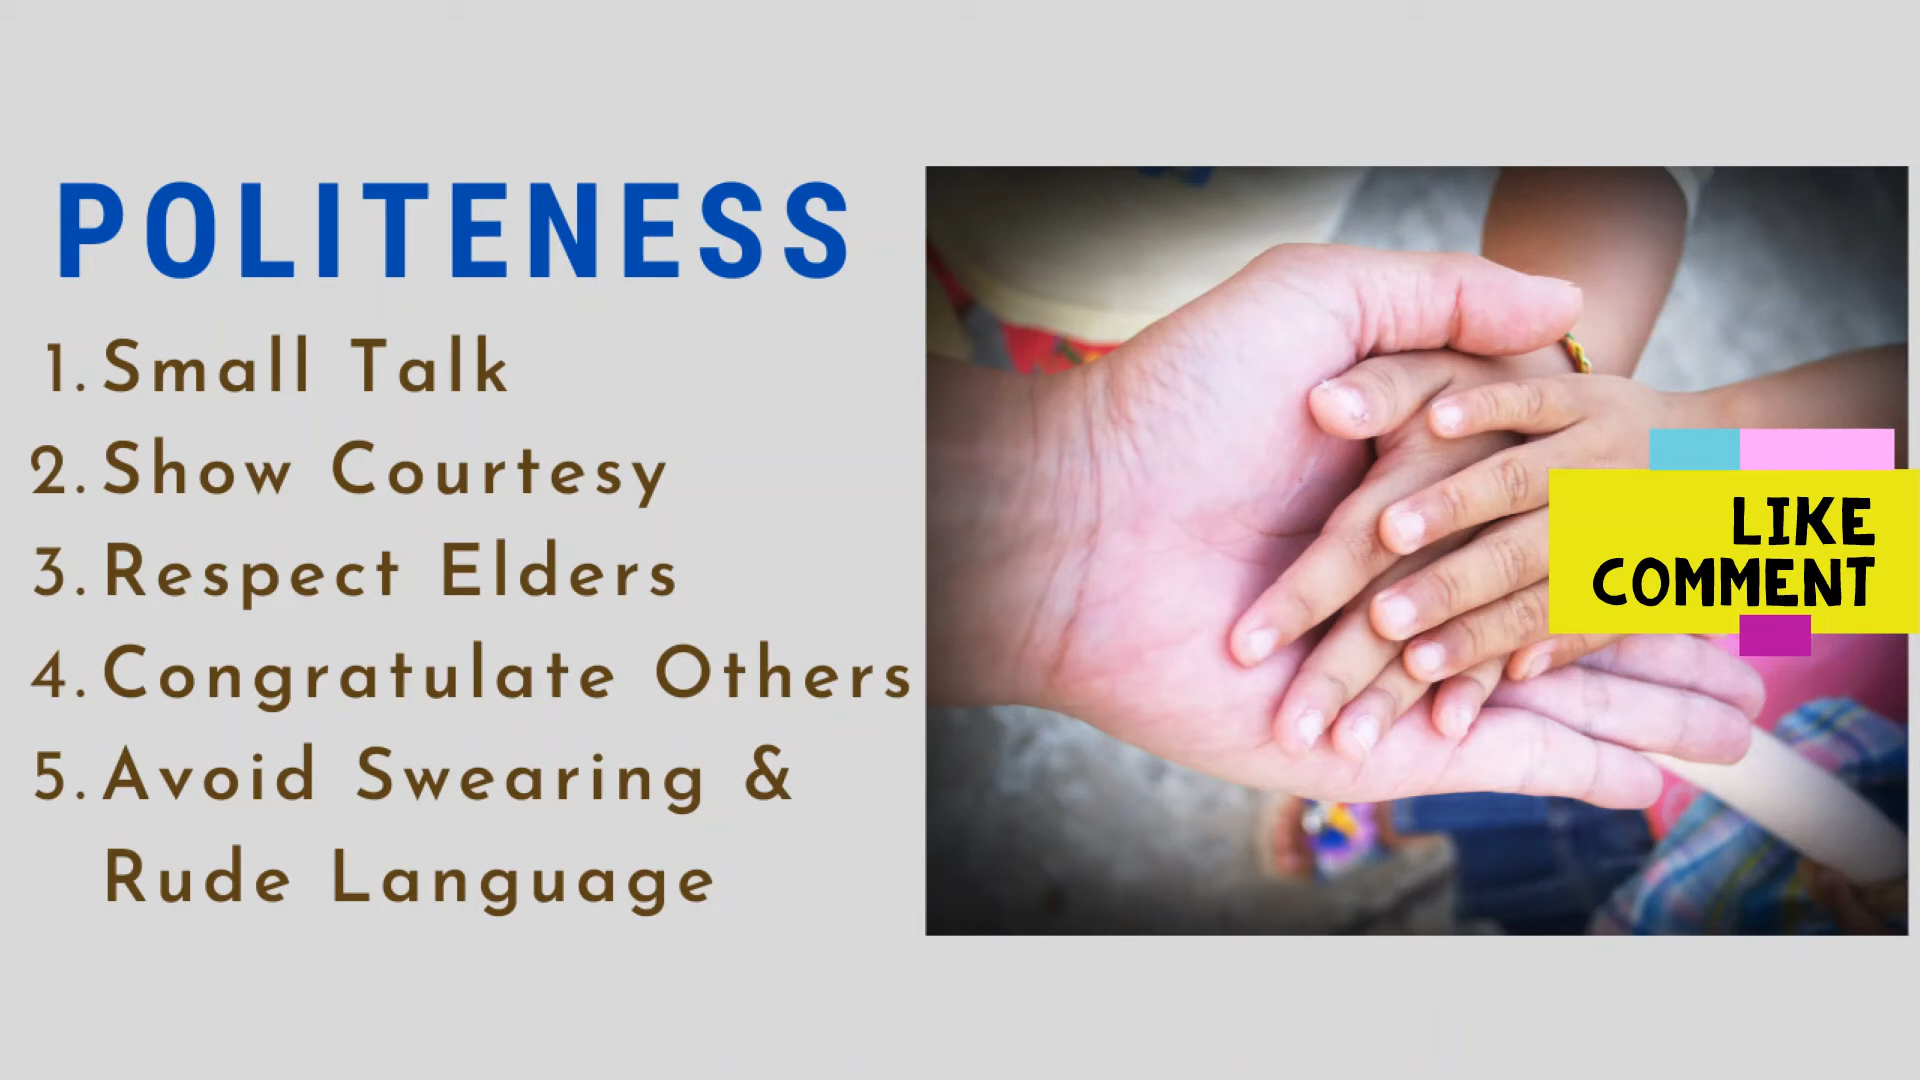 POLITENESS
1. Small Talk
2. Show Courtesy
3. Respect Elders
4. Congratulate Others
5. Avoid Swearing &
Rude Language
LIKE
COMMENT